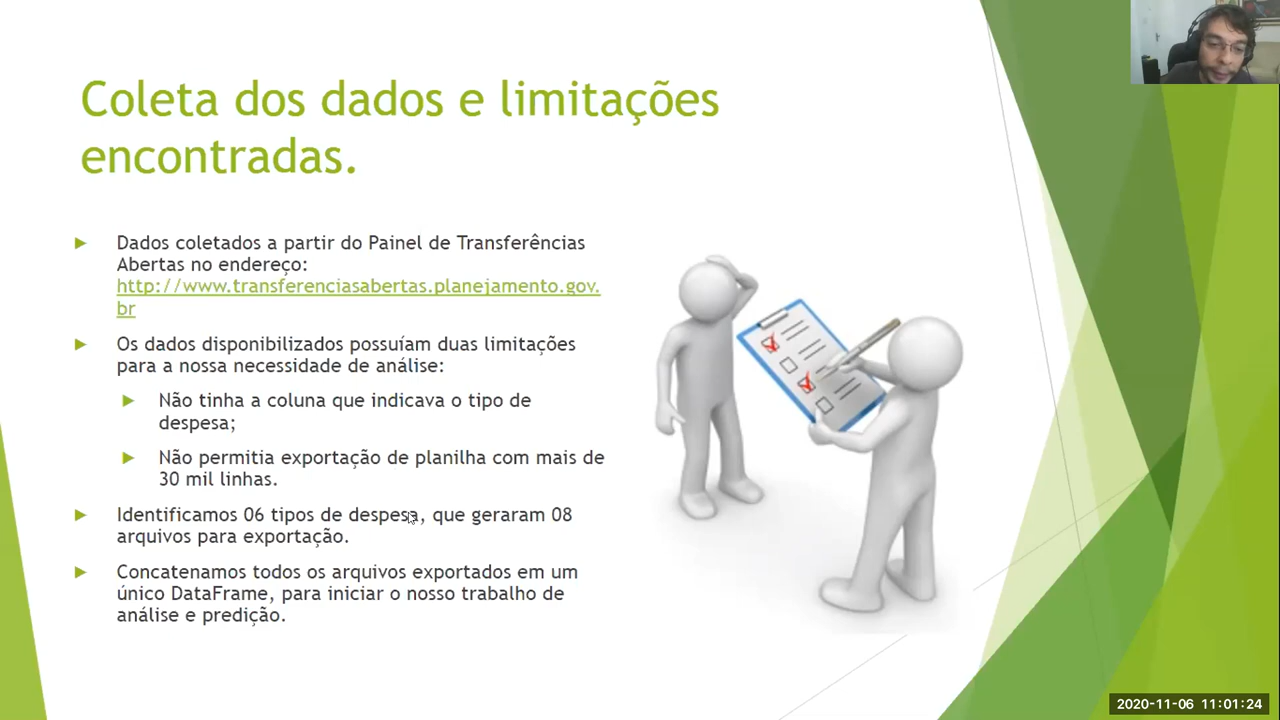 Coleta dos dados e limitações
encontradas.
Dados coletados a partir do Painel de Transferências
Abertas no endereço:
http://www.transferenciasabertas.planejamento.gov.
br
Os dados disponibilizados possuíam duas limitações
para a nossa necessidade de análise:
Não tinha a coluna que indicava o tipo de
despesa;
Não permitia exportação de planilha com mais de
30 mil linhas.
Identificamos 06 tipos de despesa, que geraram 08
arquivos para exportação.
Concatenamos todos os arquivos exportados em um
único DataFrame, para iniciar o nosso trabalho de
análise e predição.
2020-11-06 11:01:24